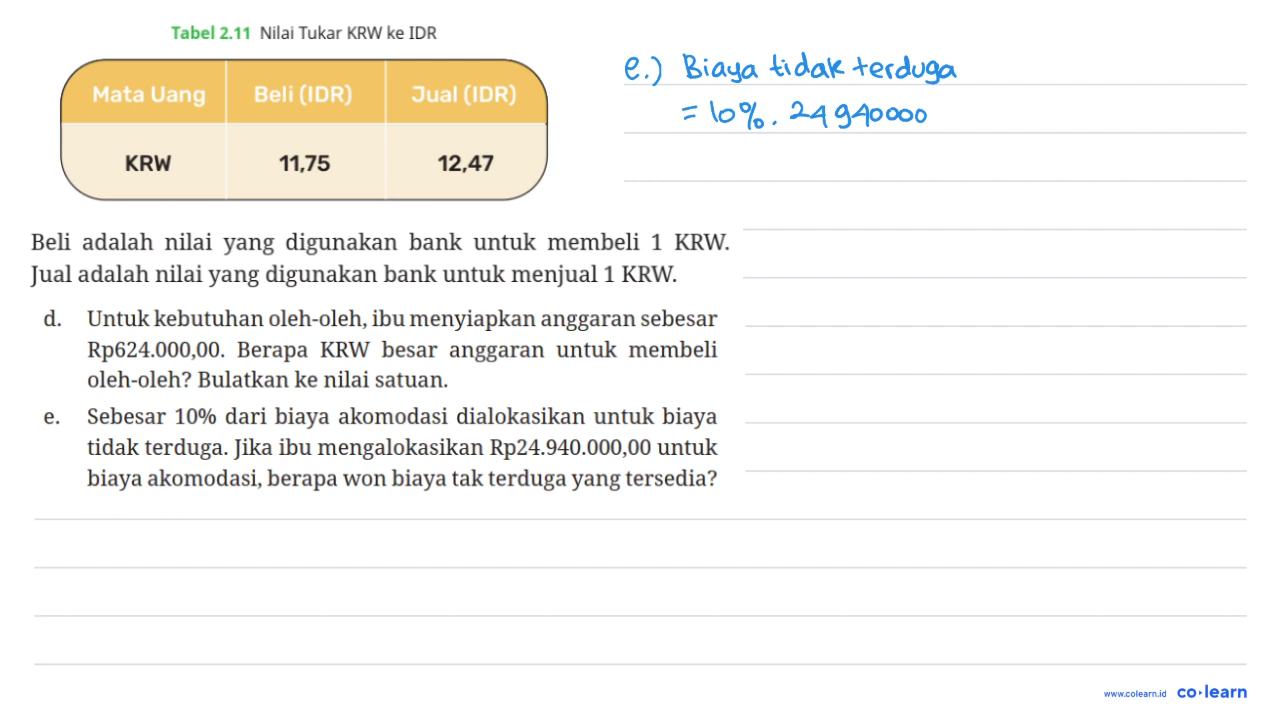 Tabel 2.11 Nilai Tukar KRW ke IDR
Mata Uang Beli (IDR) Jual (IDR)
KRW 11,75 12,47
Beli adalah nilai yang digunakan bank untuk membeli 1 KRW.
Jual adalah nilai yang digunakan bank untuk menjual 1 KRW.
d. Untuk kebutuhan oleh-oleh, ibu menyiapkan anggaran sebesar
Rp624.000,00. Berapa KRW besar anggaran untuk membeli
oleh-oleh? Bulatkan ke nilai satuan.
e. Sebesar 10% dari biaya akomodasi dialokasikan untuk biaya
tidak terduga. Jika ibu mengalokasikan Rp24.940.000,00 untuk
biaya akomodasi, berapa won biaya tak terduga yang tersedia?
e.) Biaya tidak terduga
= 10% . 24940000
www.colearn.id co·learn